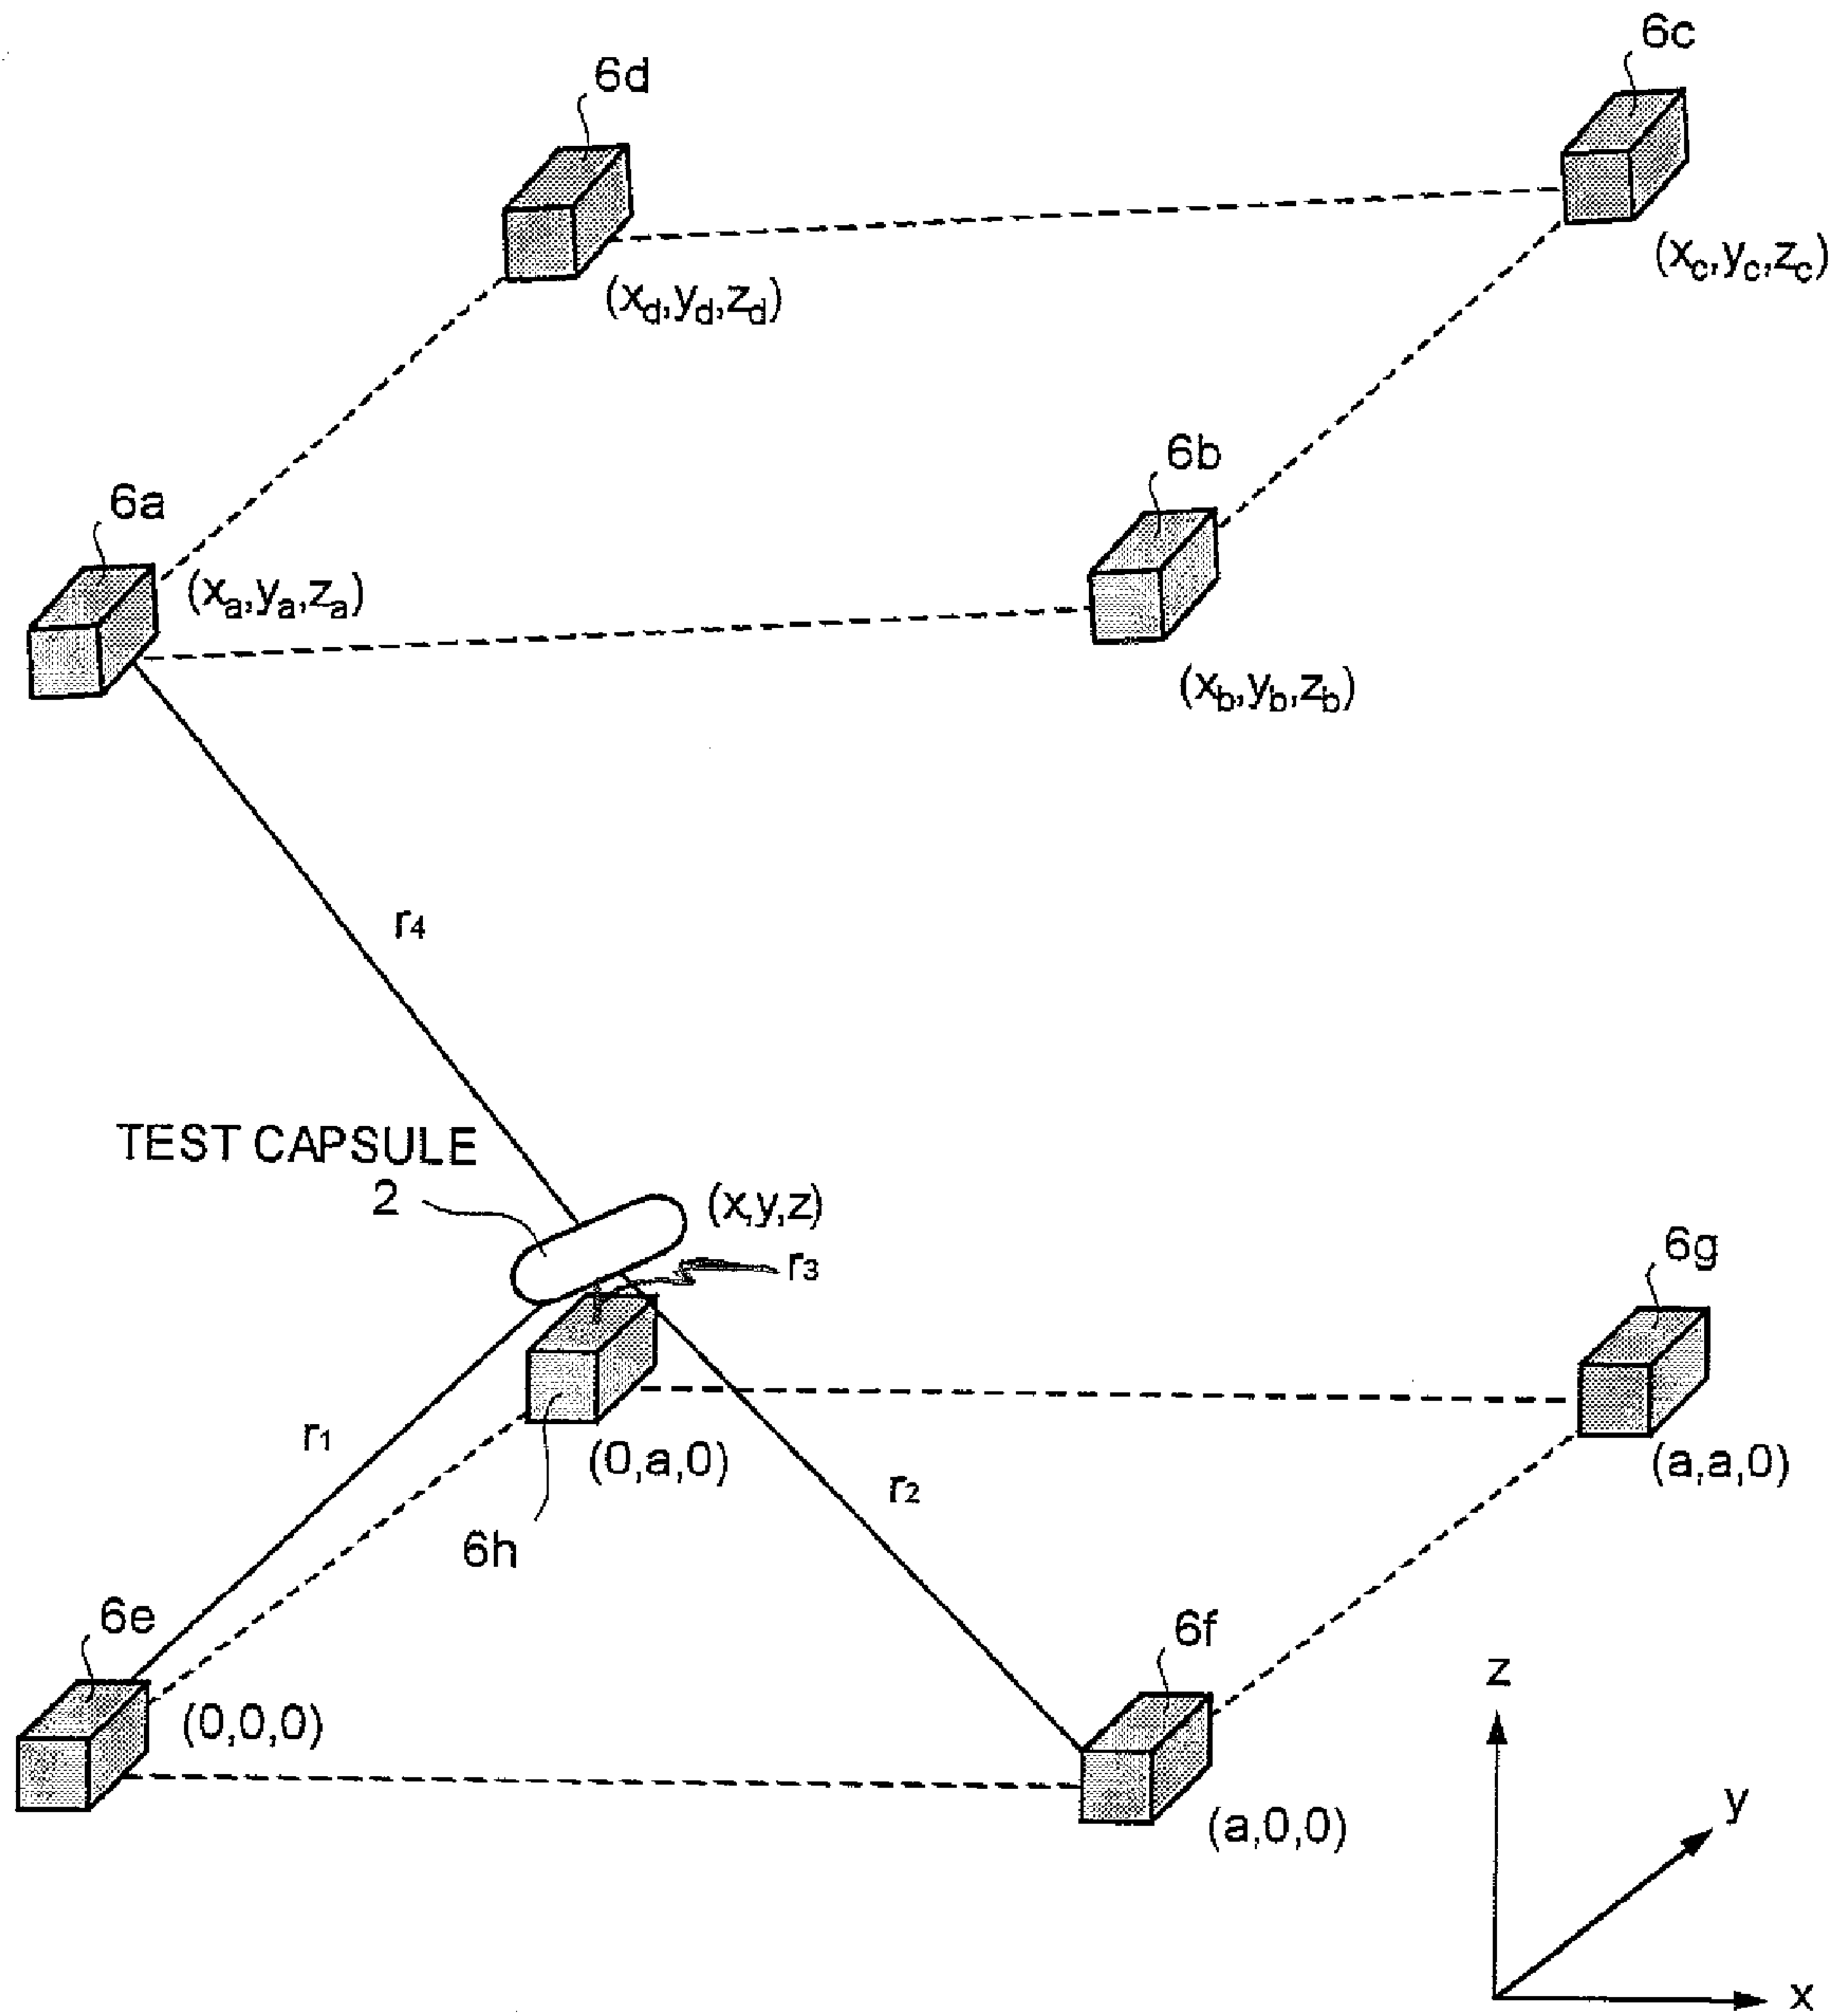 6c
6d
(xc,yc,zc)
(xd,yd,zd)
6b
6a
(xa,ya,za)
(xb,yb,zb)
r4
TEST CAPSULE
2
(x,y,z)
r3
6g
r1
(0,a,0)
(a,a,0)
r2
6h
6e
6f
(0,0,0)
z
(a,0,0)
y
x